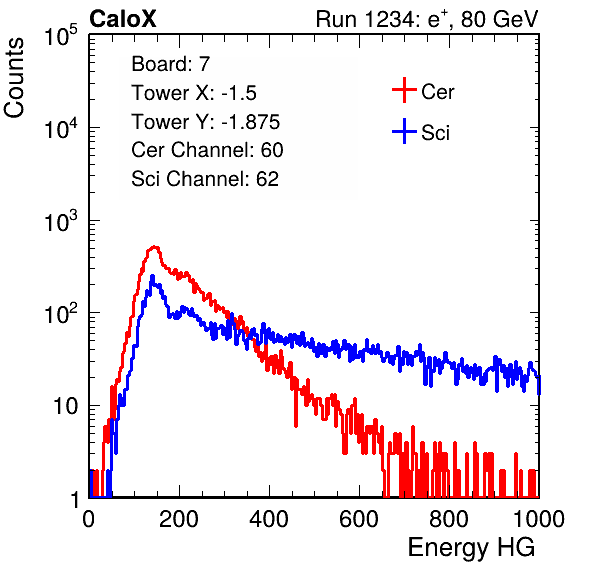 CaloX Run 1234: e⁺, 80 GeV
Counts
10⁵
10⁴
10³
10²
10
1
Board: 7
Tower X: -1.5
Tower Y: -1.875
Cer Channel: 60
Sci Channel: 62
Cer
Sci
0 200 400 600 800 1000
Energy HG